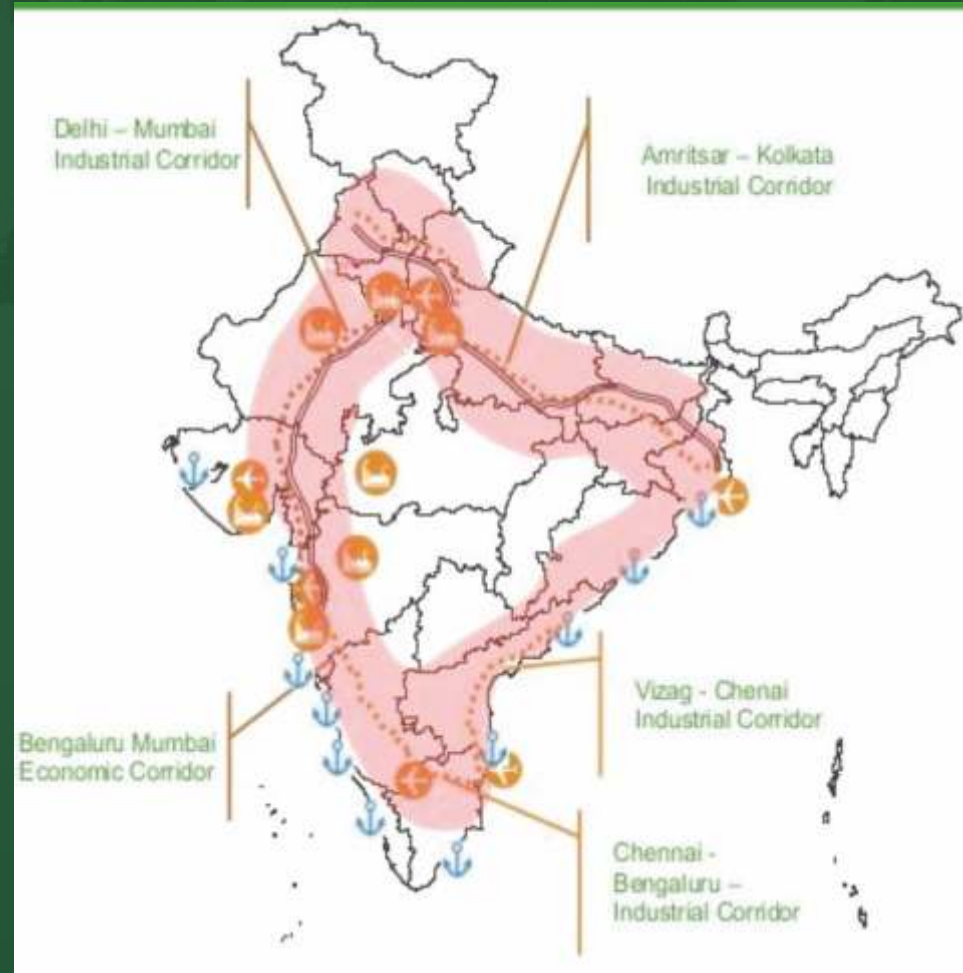 Delhi – Mumbai
Industrial Corridor
Amritsar – Kolkata
Industrial Corridor
Vizag - Chenai
Industrial Corridor
Bengaluru Mumbai
Economic Corridor
Chennai -
Bengaluru –
Industrial Corridor